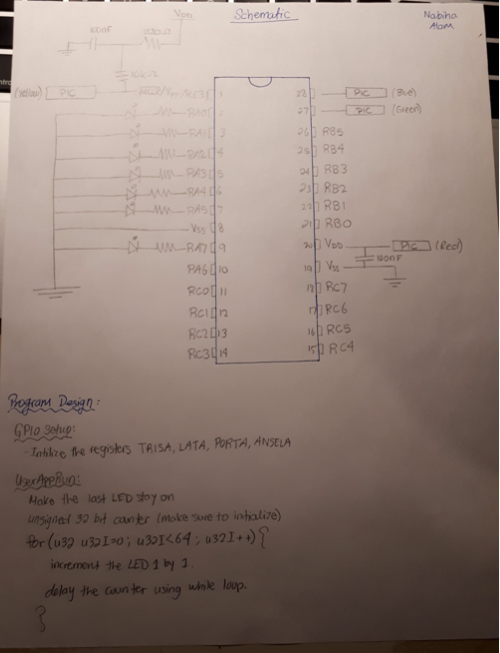 Schematic
Nabiha
Alam
VDD
100nF
(Yellow) PIC
RE3 1
RA0 2
RA1 3
RA2 4
RA3 5
RA4 6
RA5 7
VSS 8
RA7 9
RA6 10
RC0 11
RC1 12
RC2 13
RC3 14
28 PIC (Blue)
27 PIC (Green)
26 RB5
25 RB4
24 RB3
23 RB2
22 RB1
21 RB0
20 VDD PIC (Red)
100nF
19 VSS
18 RC7
17 RC6
16 RC5
15 RC4
Program Design:
GPIO Setup:
- Initilize the registers TRISA, LATA, PORTA, ANSELA
UserAppRun:
Make the last LED stay on
unsigned 32 bit counter (make sure to initialize)
for (u32 u32I=0; u32I<64; u32I++) {
increment the LED 1 by 1.
delay the counter using while loop.
}